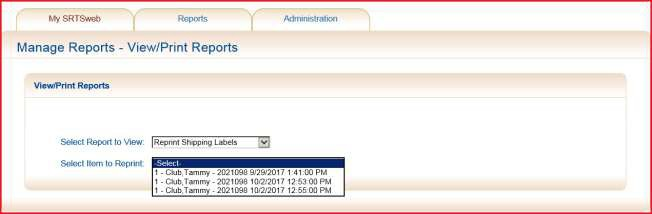 My SRTSweb Reports Administration
Manage Reports - View/Print Reports
View/Print Reports
Select Report to View: Reprint Shipping Labels
Select Item to Reprint: -Select-
1 - Club,Tammy - 2021098 9/29/2017 1:41:00 PM
1 - Club,Tammy - 2021098 10/2/2017 12:53:00 PM
1 - Club,Tammy - 2021098 10/2/2017 12:55:00 PM